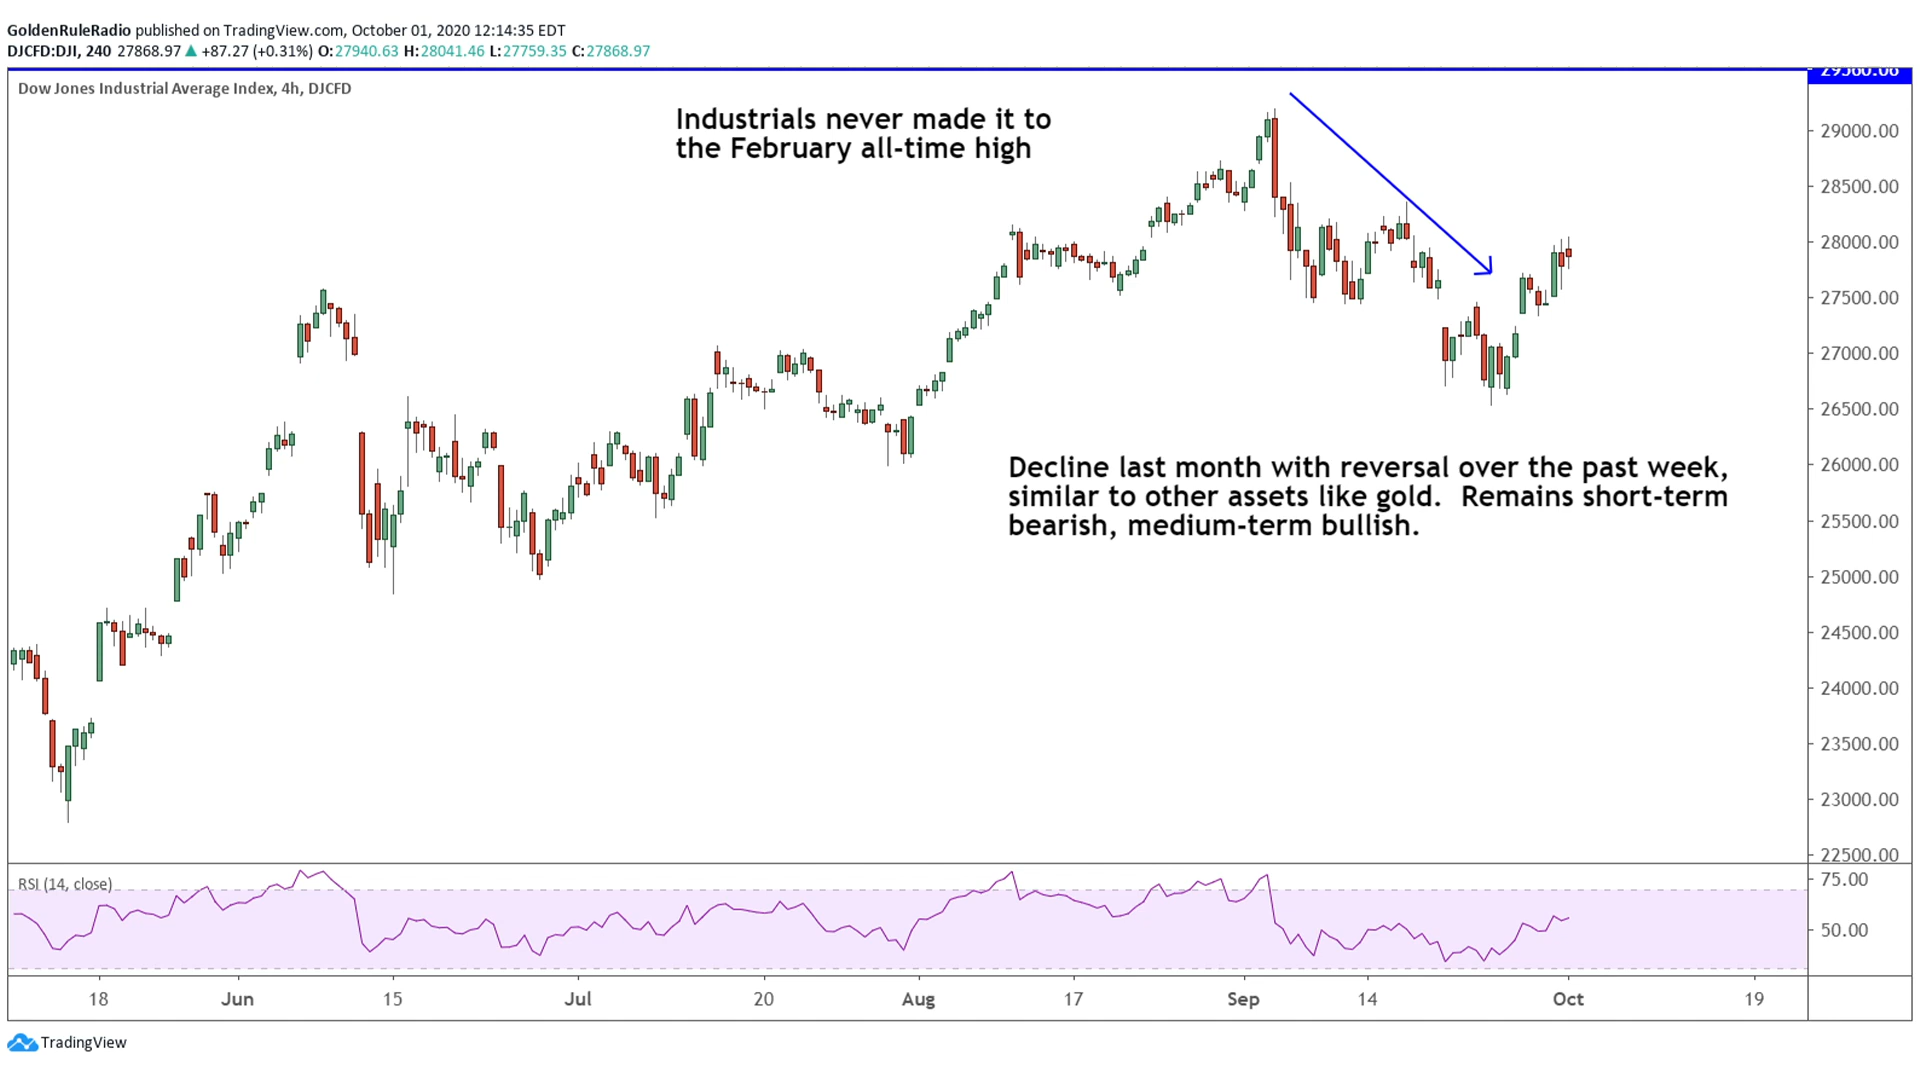 GoldenRuleRadio published on TradingView.com, October 01, 2020 12:14:35 EDT
DJCFD:DJI, 240 27868.97 ▲ +87.27 (+0.31%) O:27940.63 H:28041.46 L:27759.35 C:27868.97
29560.06
Dow Jones Industrial Average Index, 4h, DJCFD
Industrials never made it to
the February all-time high
29000.00
28500.00
28000.00
27500.00
27000.00
26500.00
26000.00
Decline last month with reversal over the past week,
similar to other assets like gold.  Remains short-term
bearish, medium-term bullish.
25500.00
25000.00
24500.00
24000.00
23500.00
23000.00
22500.00
RSI (14, close)
75.00
50.00
18 Jun 15 Jul 20 Aug 17 Sep 14 Oct 19
TradingView